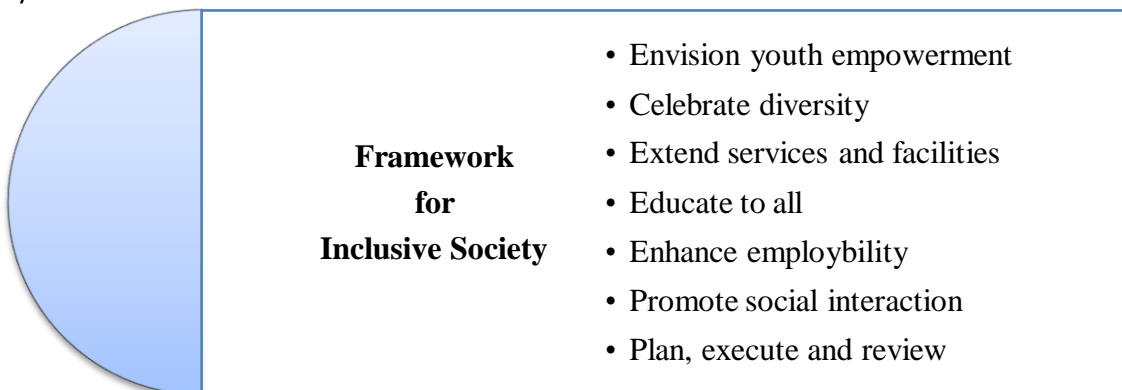 Framework
for
Inclusive Society
• Envision youth empowerment
• Celebrate diversity
• Extend services and facilities
• Educate to all
• Enhance employbility
• Promote social interaction
• Plan, execute and review